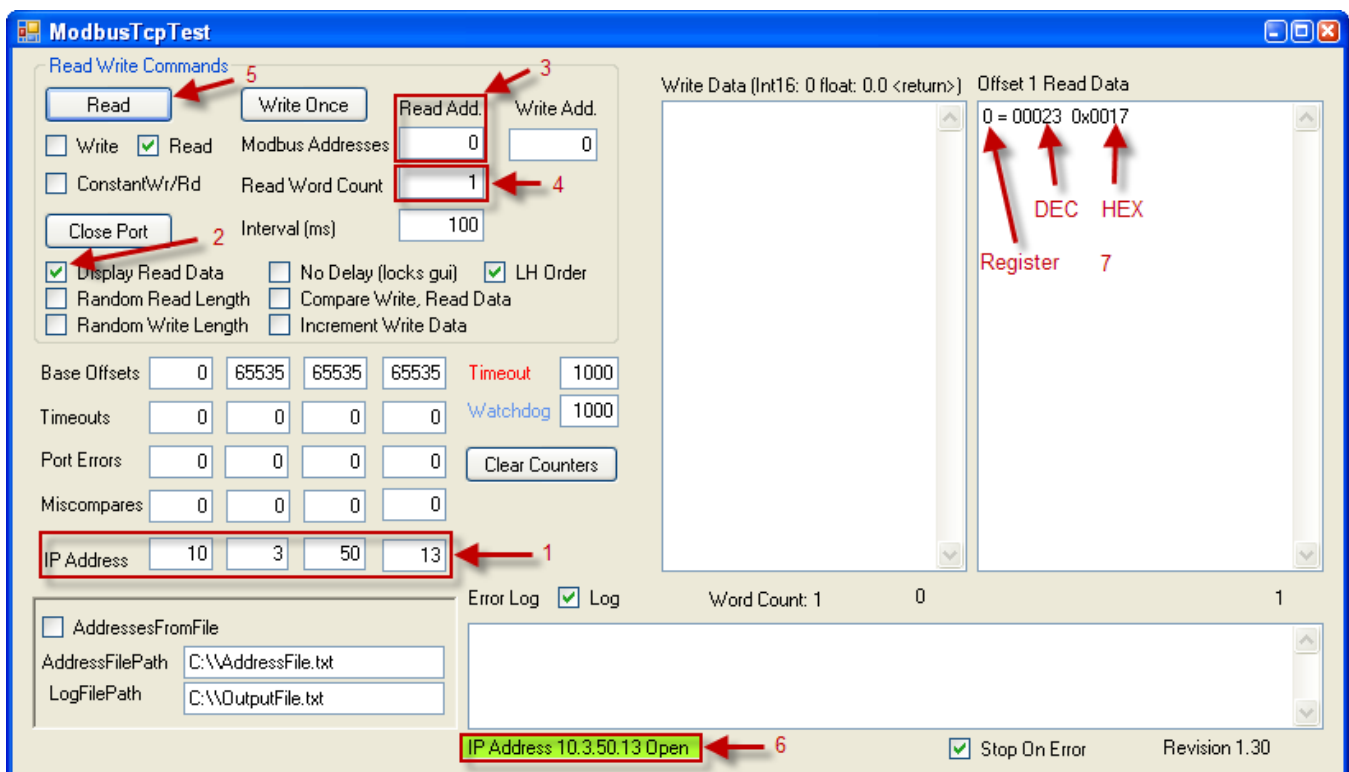 ModbusTcpTest
Read Write Commands
5
3
Read
Write Once
Read Add.
Write Add.
Write Data (Int16: 0 float: 0.0 <return>)
Offset 1 Read Data
0 = 00023 0x0017
Write
Read
Modbus Addresses
0
0
ConstantWr/Rd
Read Word Count
1
4
DEC
HEX
Close Port
2
Interval (ms)
100
Register
7
Display Read Data
No Delay (locks gui)
LH Order
Random Read Length
Compare Write, Read Data
Random Write Length
Increment Write Data
Base Offsets
0
65535
65535
65535
Timeout
1000
Timeouts
0
0
0
0
Watchdog
1000
Port Errors
0
0
0
0
Clear Counters
Miscompares
0
0
0
0
IP Address
10
3
50
13
1
Error Log
Log
Word Count: 1
0
1
AddressesFromFile
AddressFilePath
C:\\AddressFile.txt
LogFilePath
C:\\OutputFile.txt
IP Address 10.3.50.13 Open
6
Stop On Error
Revision 1.30